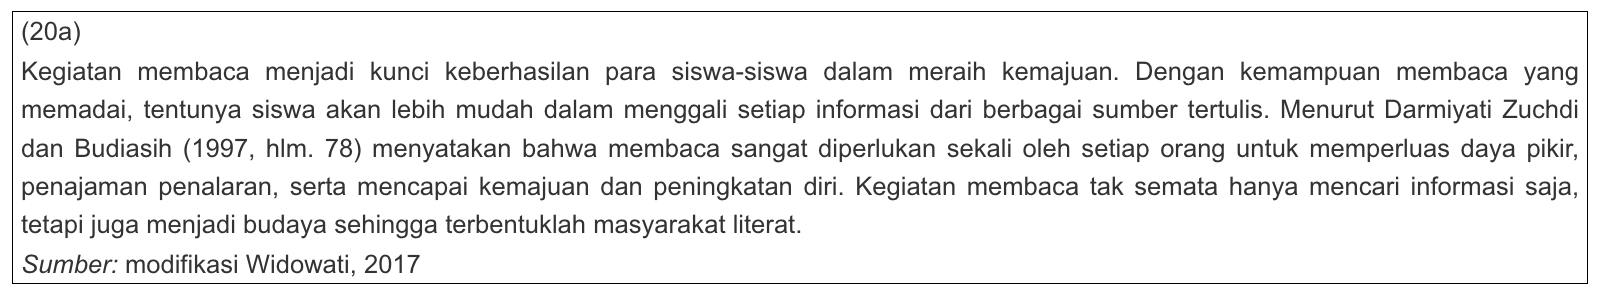 (20a)
Kegiatan membaca menjadi kunci keberhasilan para siswa-siswa dalam meraih kemajuan. Dengan kemampuan membaca yang
memadai, tentunya siswa akan lebih mudah dalam menggali setiap informasi dari berbagai sumber tertulis. Menurut Darmiyati Zuchdi
dan Budiasih (1997, hlm. 78) menyatakan bahwa membaca sangat diperlukan sekali oleh setiap orang untuk memperluas daya pikir,
penajaman penalaran, serta mencapai kemajuan dan peningkatan diri. Kegiatan membaca tak semata hanya mencari informasi saja,
tetapi juga menjadi budaya sehingga terbentuklah masyarakat literat.
Sumber: modifikasi Widowati, 2017